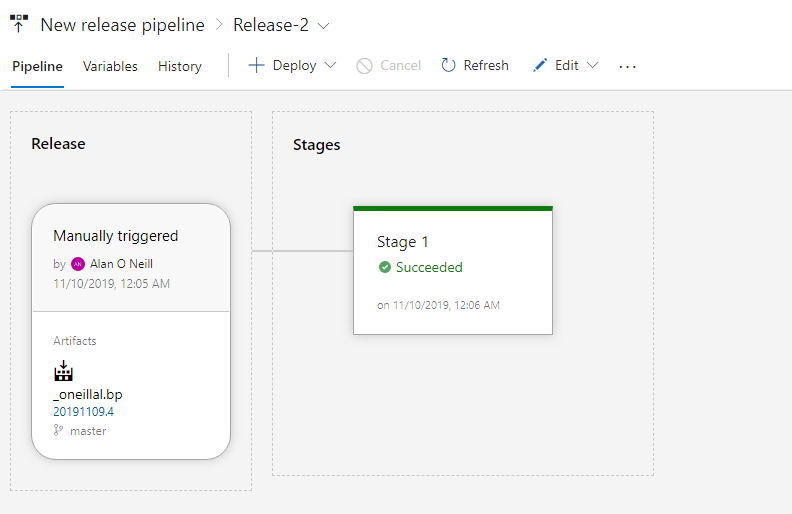 New release pipeline > Release-2
Pipeline Variables History Deploy Cancel Refresh Edit ...
Release
Manually triggered
by AN Alan O Neill
11/10/2019, 12:05 AM
Artifacts
_oneillal.bp
20191109.4
master
Stages
Stage 1
Succeeded
on 11/10/2019, 12:06 AM